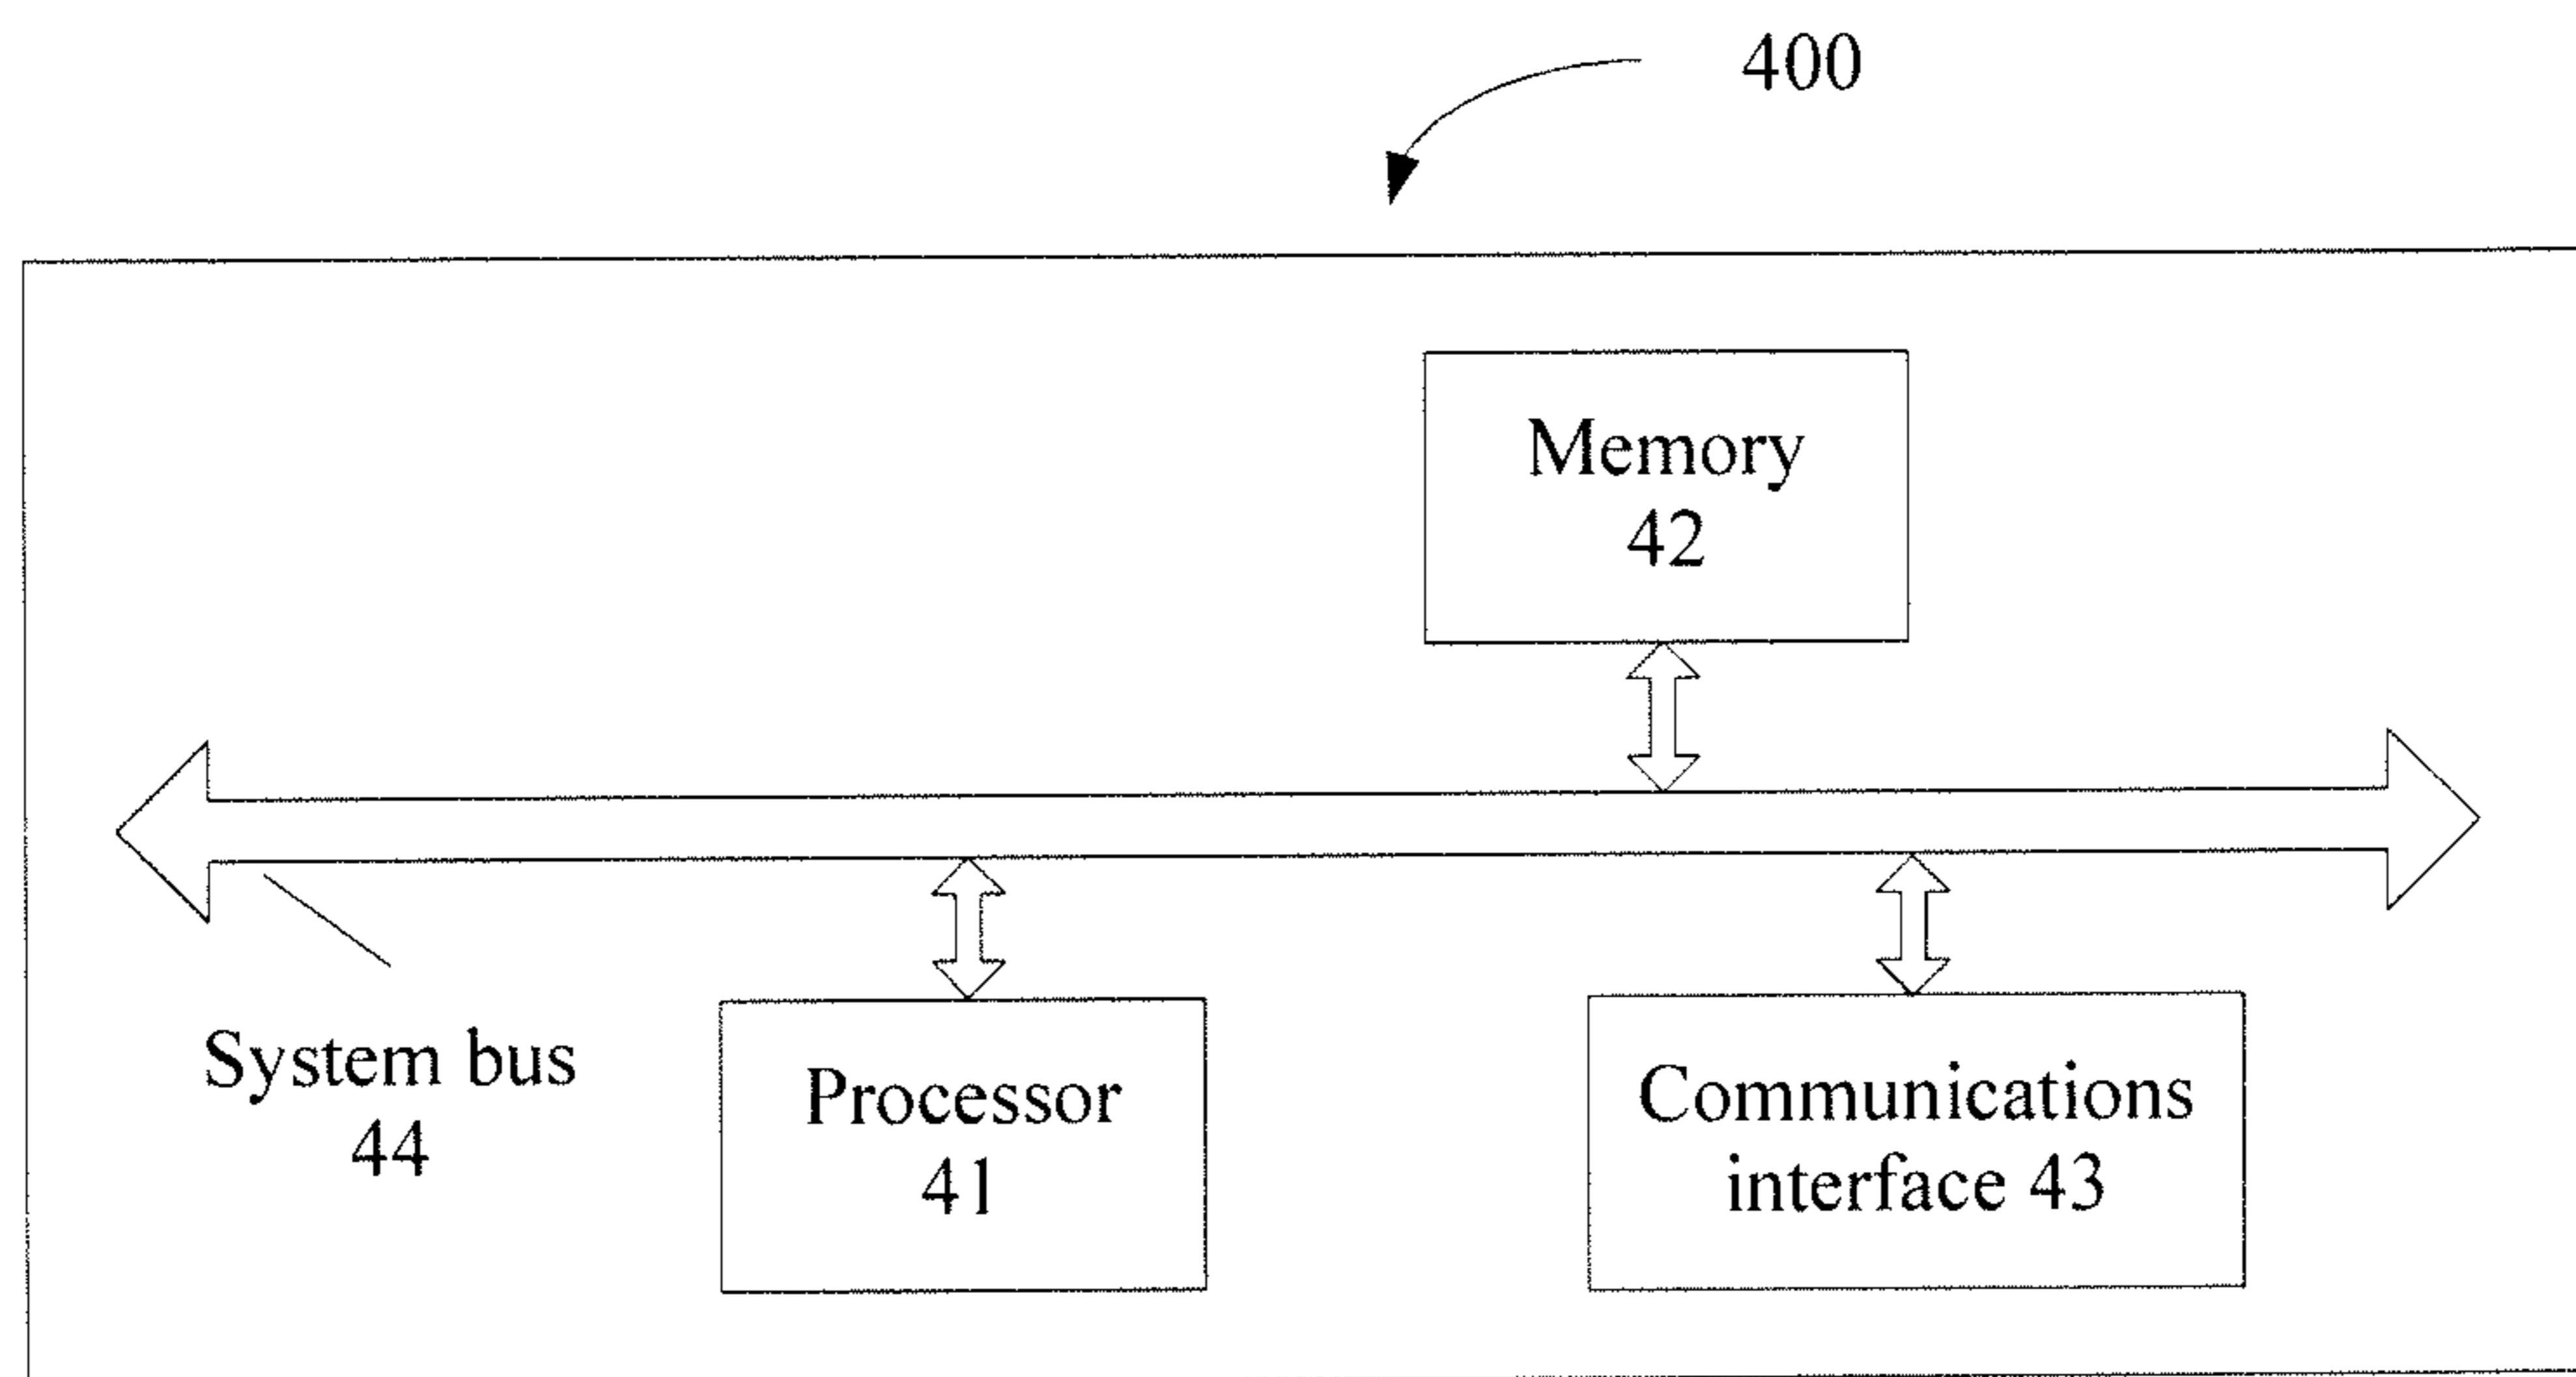 400
Memory
42
System bus
44
Processor
41
Communications
interface 43